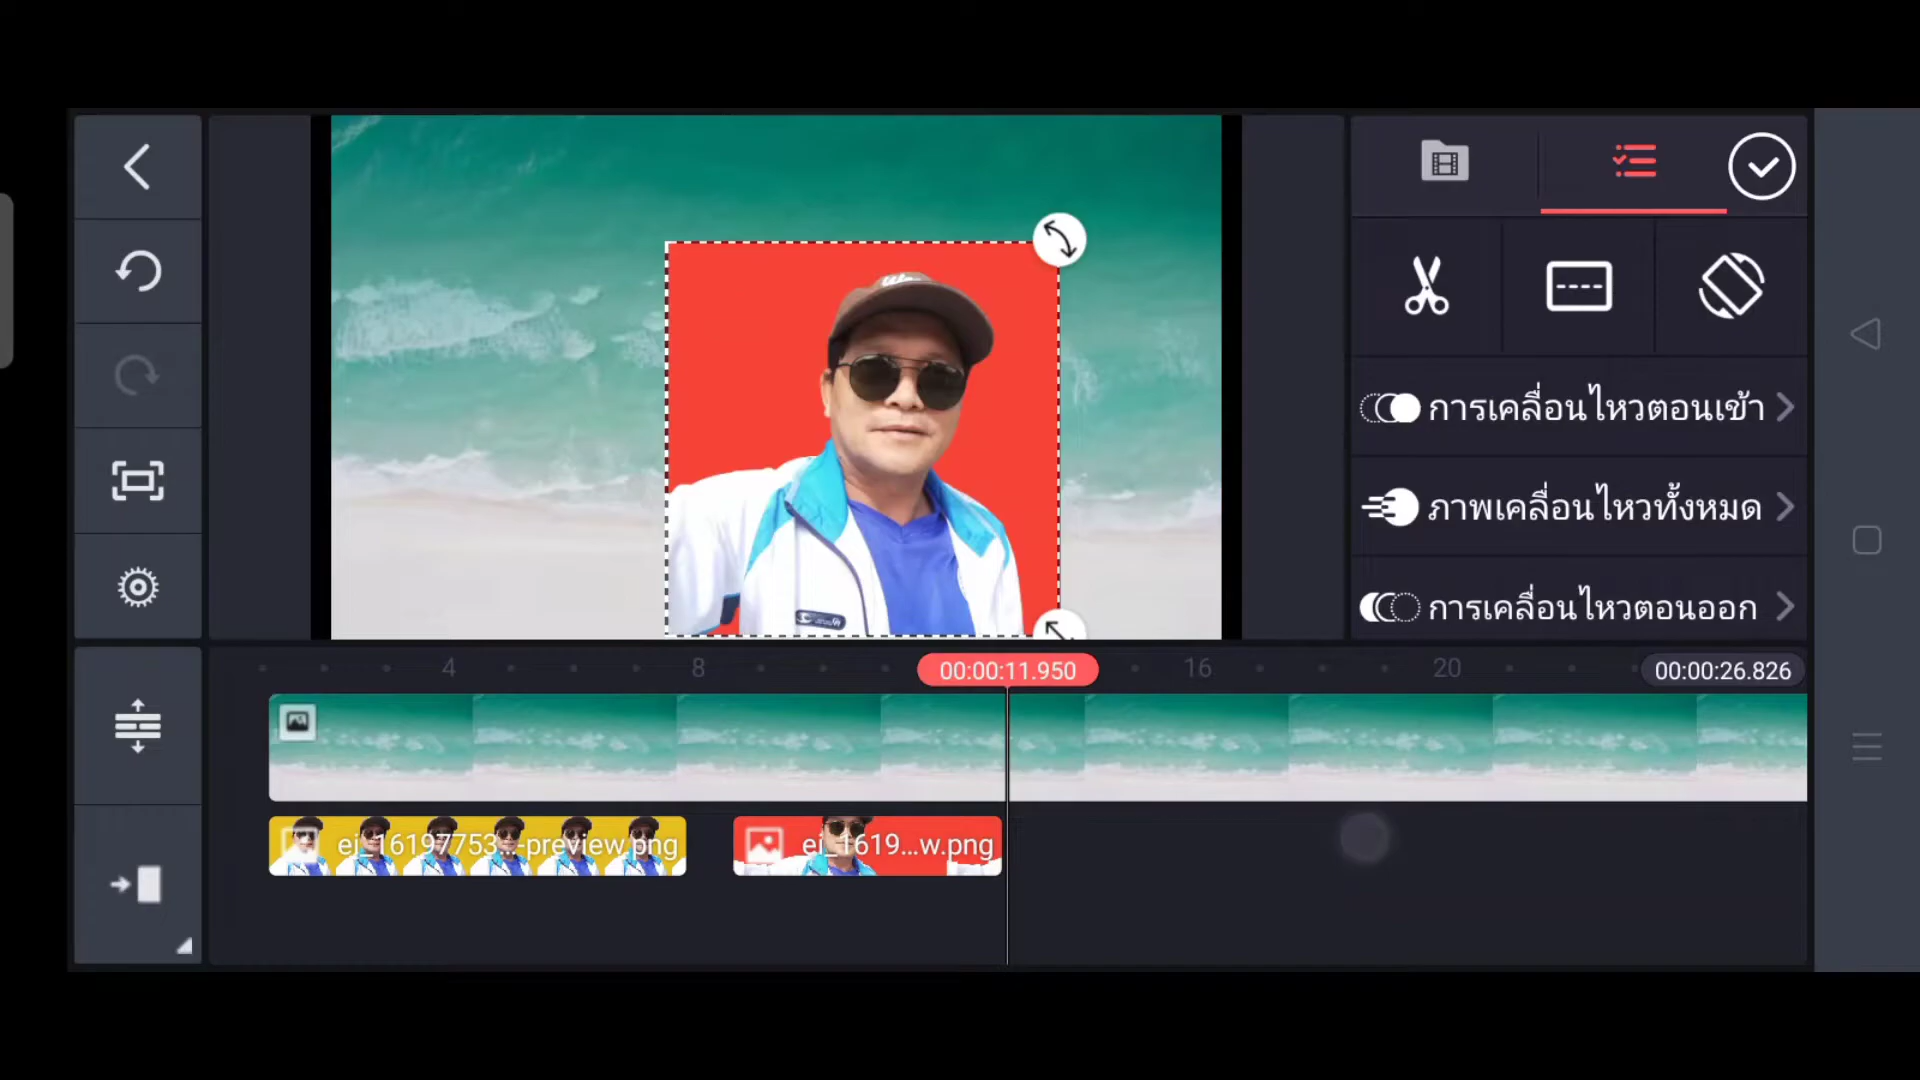 การเคลื่อนไหวตอนเข้า
ภาพเคลื่อนไหวทั้งหมด
การเคลื่อนไหวตอนออก
4 8 00:00:11.950 16 20 00:00:26.826
ej_16197753...-preview.png ej_1619...w.png